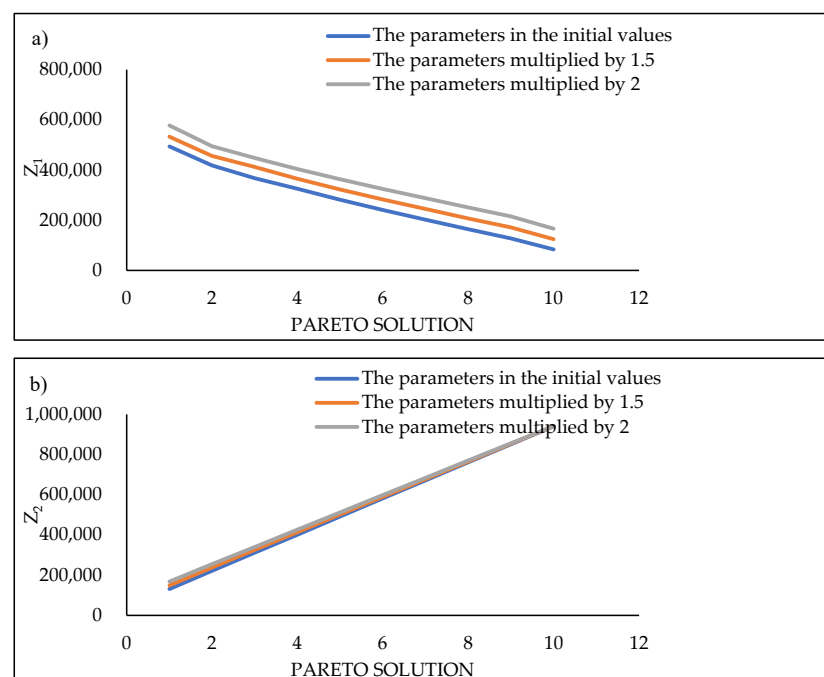 a)
The parameters in the initial values
The parameters multiplied by 1.5
The parameters multiplied by 2
800,000
600,000
400,000
200,000
0
Z1
0 2 4 6 8 10 12
PARETO SOLUTION
b)
The parameters in the initial values
The parameters multiplied by 1.5
The parameters multiplied by 2
1,000,000
800,000
600,000
400,000
200,000
0
Z2
0 2 4 6 8 10 12
PARETO SOLUTION